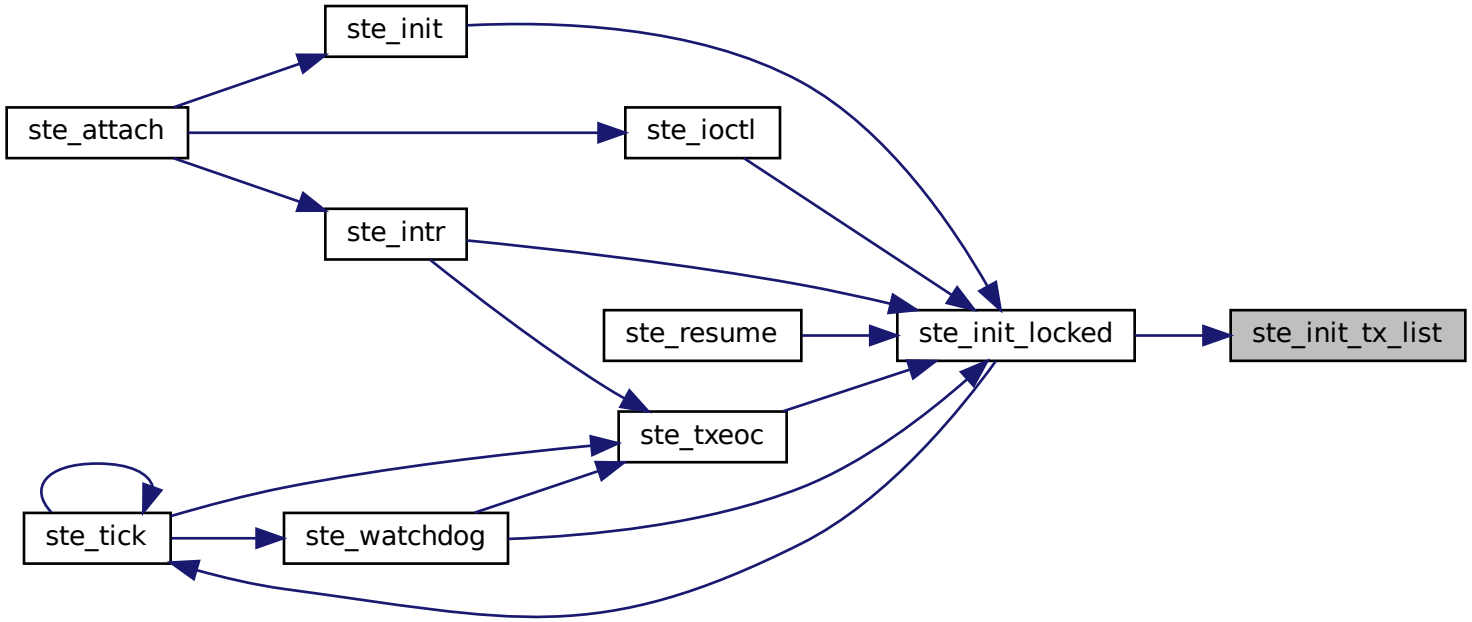 ste_init
ste_attach
ste_ioctl
ste_intr
ste_resume
ste_init_locked
ste_init_tx_list
ste_txeoc
ste_tick
ste_watchdog